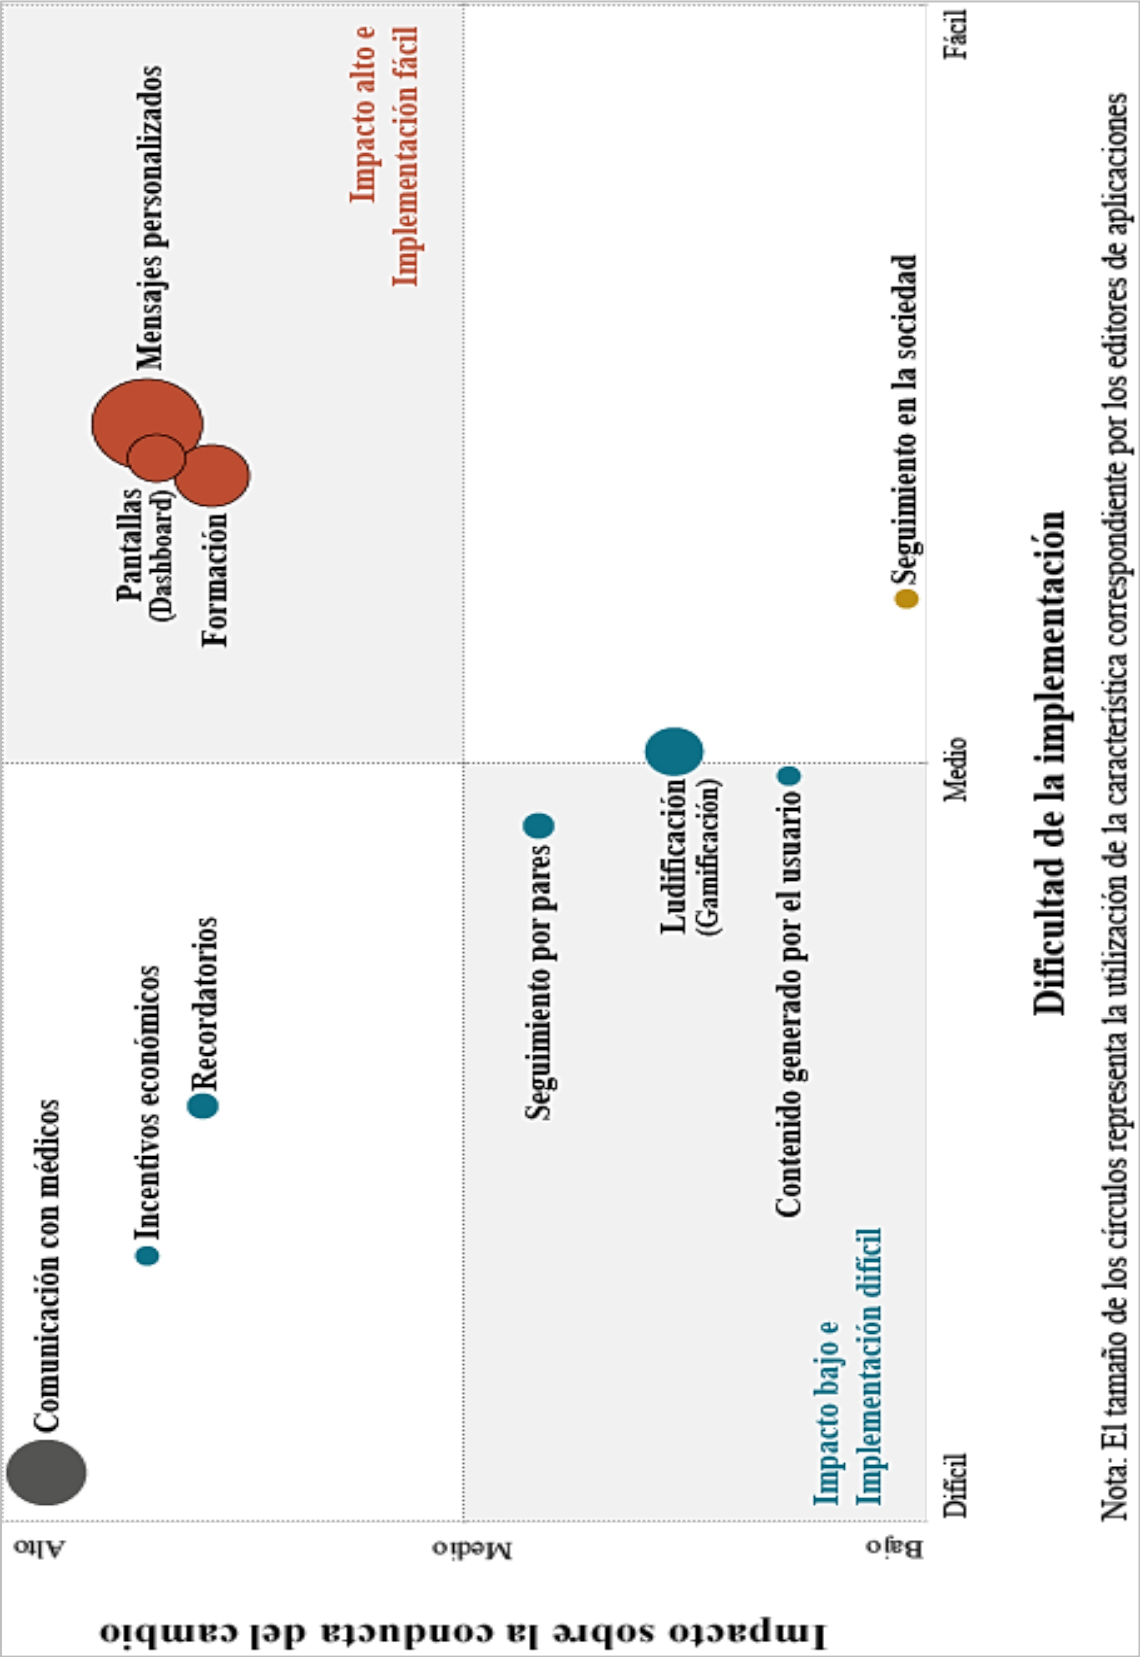 Impacto sobre la conducta del cambio
Alto
Medio
Bajo
Comunicación con médicos
Incentivos económicos
Recordatorios
Mensajes personalizados
Pantallas
(Dashboard)
Formación
Impacto alto e
Implementación fácil
Seguimiento por pares
Ludificación
(Gamificación)
Contenido generado por el usuario
Impacto bajo e
Implementación difícil
Seguimiento en la sociedad
Difícil
Medio
Fácil
Dificultad de la implementación
Nota: El tamaño de los círculos representa la utilización de la característica correspondiente por los editores de aplicaciones